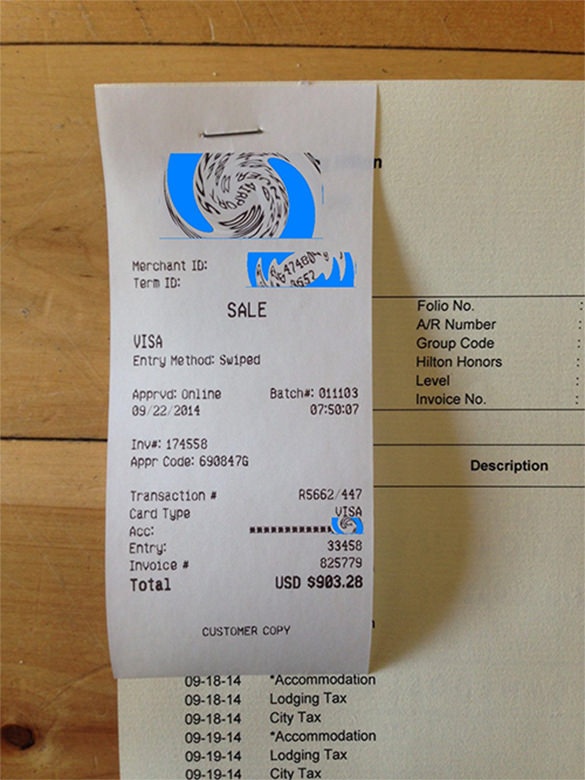 Merchant ID:
Term ID:
SALE
VISA
Entry Method: Swiped
Apprvd: Online Batch#: 011103
09/22/2014 07:50:07
Inv#: 174558
Appr Code: 690847G
Transaction # R5662/447
Card Type VISA
Acc: ************
Entry: 33458
Invoice # 825779
Total USD $903.28
CUSTOMER COPY
Folio No. :
A/R Number :
Group Code :
Hilton Honors :
Level :
Invoice No. :
Description
09-18-14 *Accommodation
09-18-14 Lodging Tax
09-18-14 City Tax
09-19-14 *Accommodation
09-19-14 Lodging Tax
09-19-14 City Tax